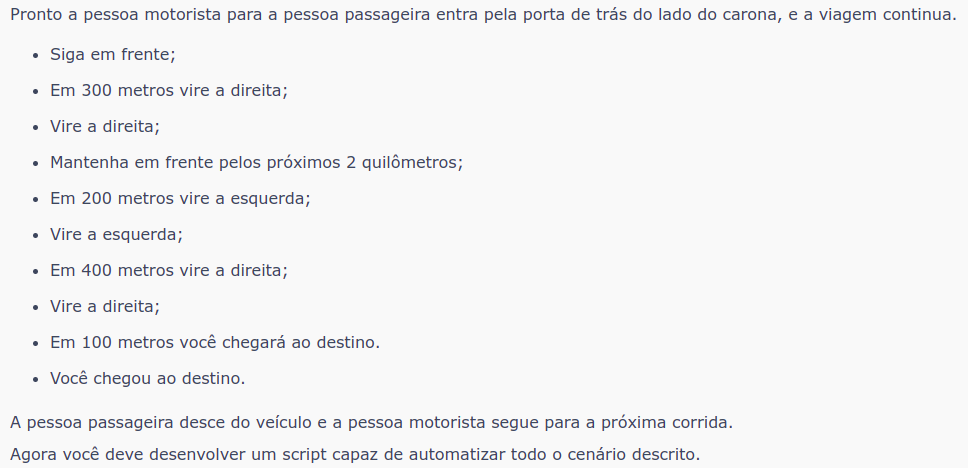 Pronto a pessoa motorista para a pessoa passageira entra pela porta de trás do lado do carona, e a viagem continua.
• Siga em frente;
• Em 300 metros vire a direita;
• Vire a direita;
• Mantenha em frente pelos próximos 2 quilômetros;
• Em 200 metros vire a esquerda;
• Vire a esquerda;
• Em 400 metros vire a direita;
• Vire a direita;
• Em 100 metros você chegará ao destino.
• Você chegou ao destino.
A pessoa passageira desce do veículo e a pessoa motorista segue para a próxima corrida.
Agora você deve desenvolver um script capaz de automatizar todo o cenário descrito.